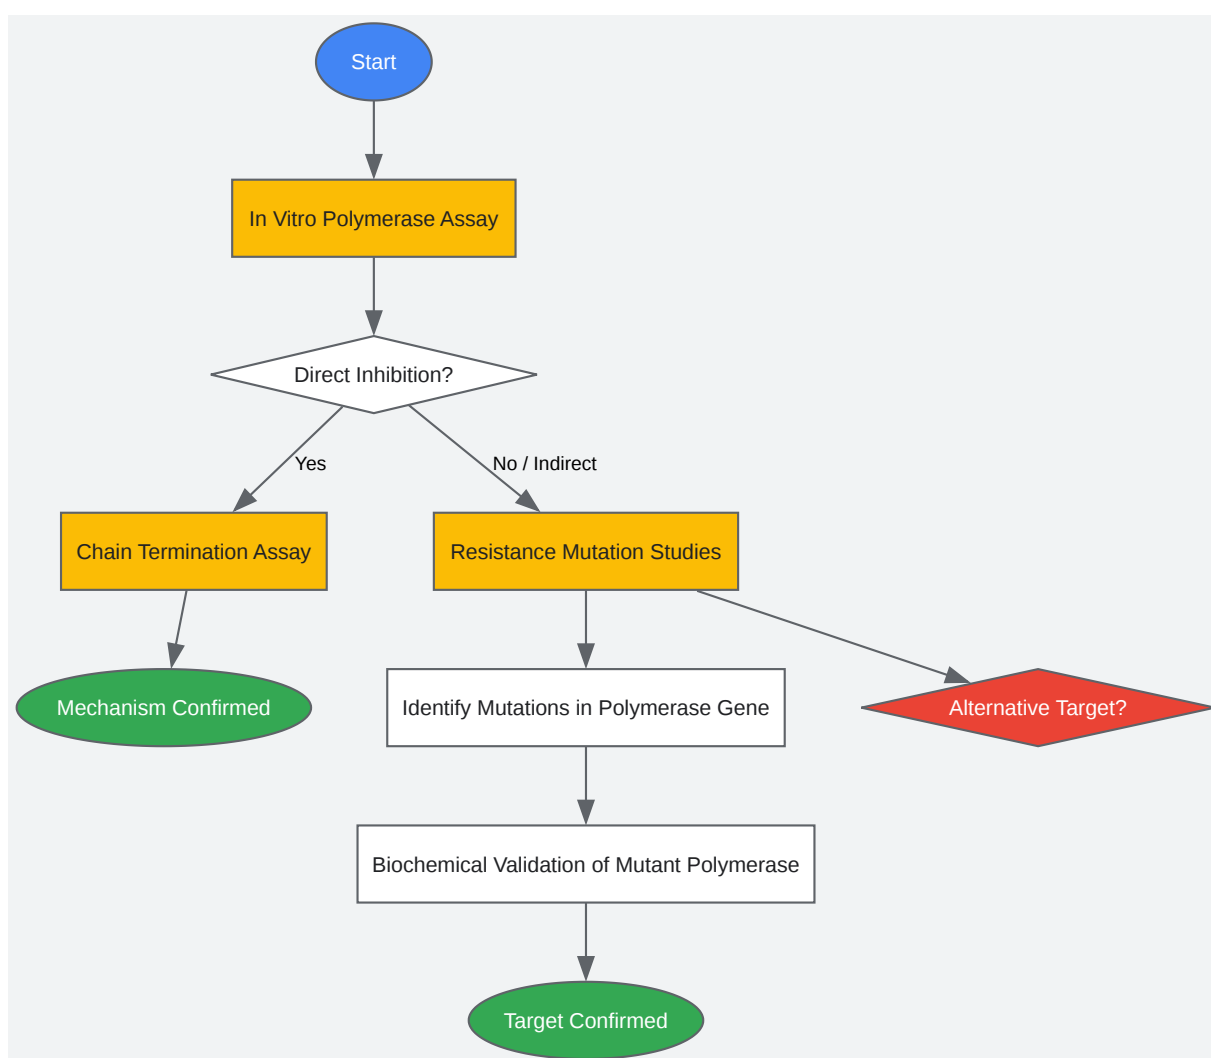 Start
In Vitro Polymerase Assay
Direct Inhibition?
Yes
No / Indirect
Chain Termination Assay
Resistance Mutation Studies
Mechanism Confirmed
Identify Mutations in Polymerase Gene
Alternative Target?
Biochemical Validation of Mutant Polymerase
Target Confirmed